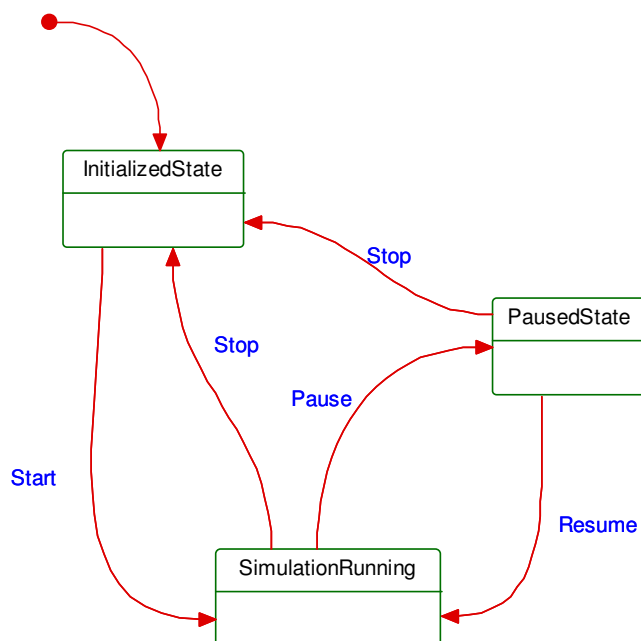 InitializedState
Stop
PausedState
Stop
Pause
Start
Resume
SimulationRunning